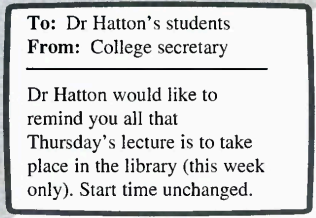 To: Dr Hatton's students
From: College secretary
Dr Hatton would like to
remind you all that
Thursday's lecture is to take
place in the library (this week
only). Start time unchanged.